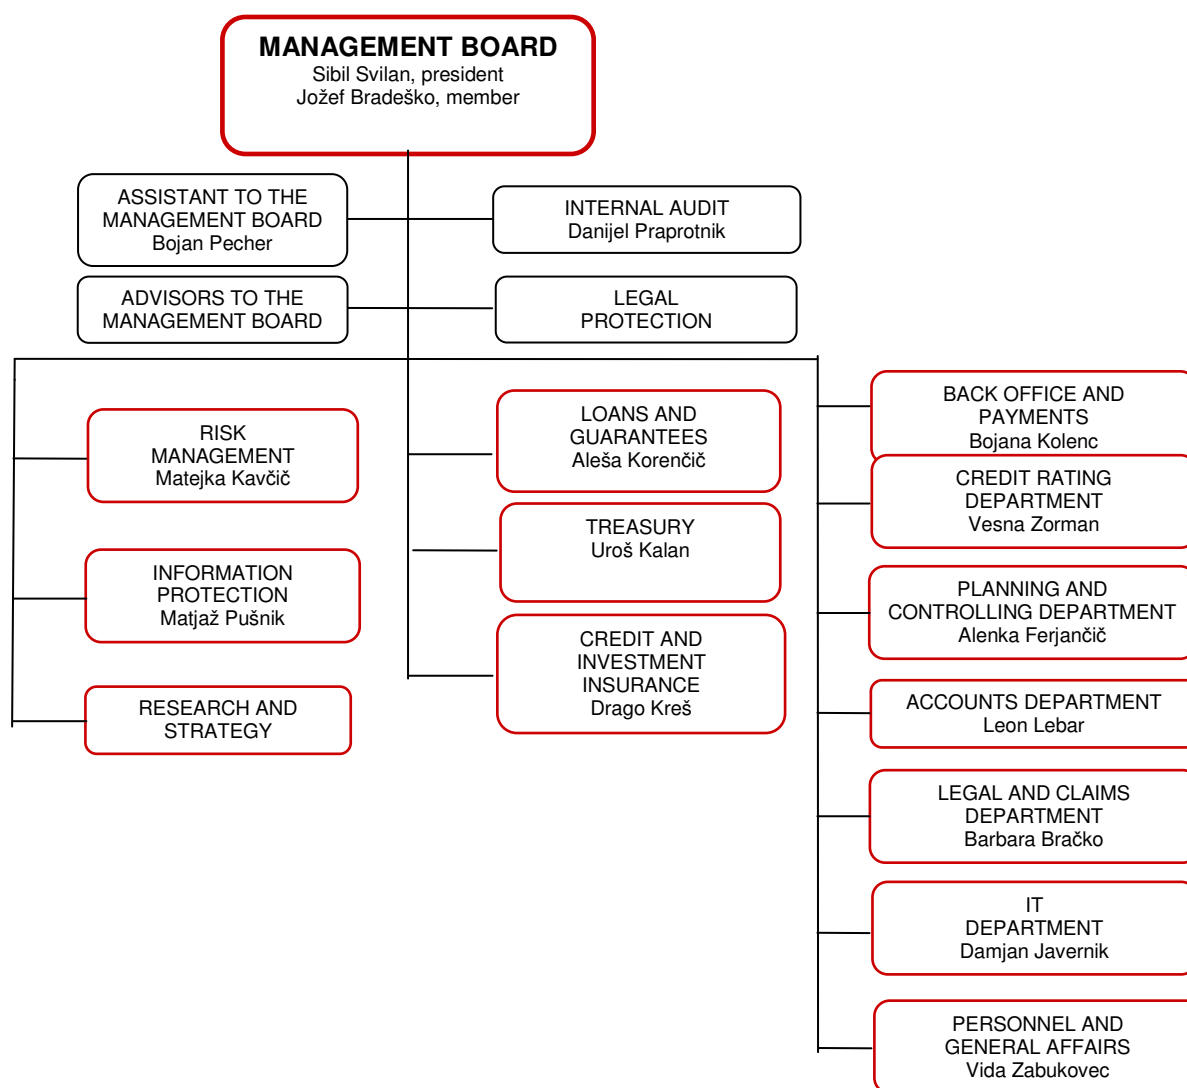 MANAGEMENT BOARD
Sibil Svilan, president
Jožef Bradeško, member
ASSISTANT TO THE
MANAGEMENT BOARD
Bojan Pecher
INTERNAL AUDIT
Danijel Praprotnik
ADVISORS TO THE
MANAGEMENT BOARD
LEGAL
PROTECTION
RISK
MANAGEMENT
Matejka Kavčič
INFORMATION
PROTECTION
Matjaž Pušnik
RESEARCH AND
STRATEGY
LOANS AND
GUARANTEES
Aleša Korenčič
TREASURY
Uroš Kalan
CREDIT AND
INVESTMENT
INSURANCE
Drago Kreš
BACK OFFICE AND
PAYMENTS
Bojana Kolenc
CREDIT RATING
DEPARTMENT
Vesna Zorman
PLANNING AND
CONTROLLING DEPARTMENT
Alenka Ferjančič
ACCOUNTS DEPARTMENT
Leon Lebar
LEGAL AND CLAIMS
DEPARTMENT
Barbara Bračko
IT
DEPARTMENT
Damjan Javernik
PERSONNEL AND
GENERAL AFFAIRS
Vida Zabukovec